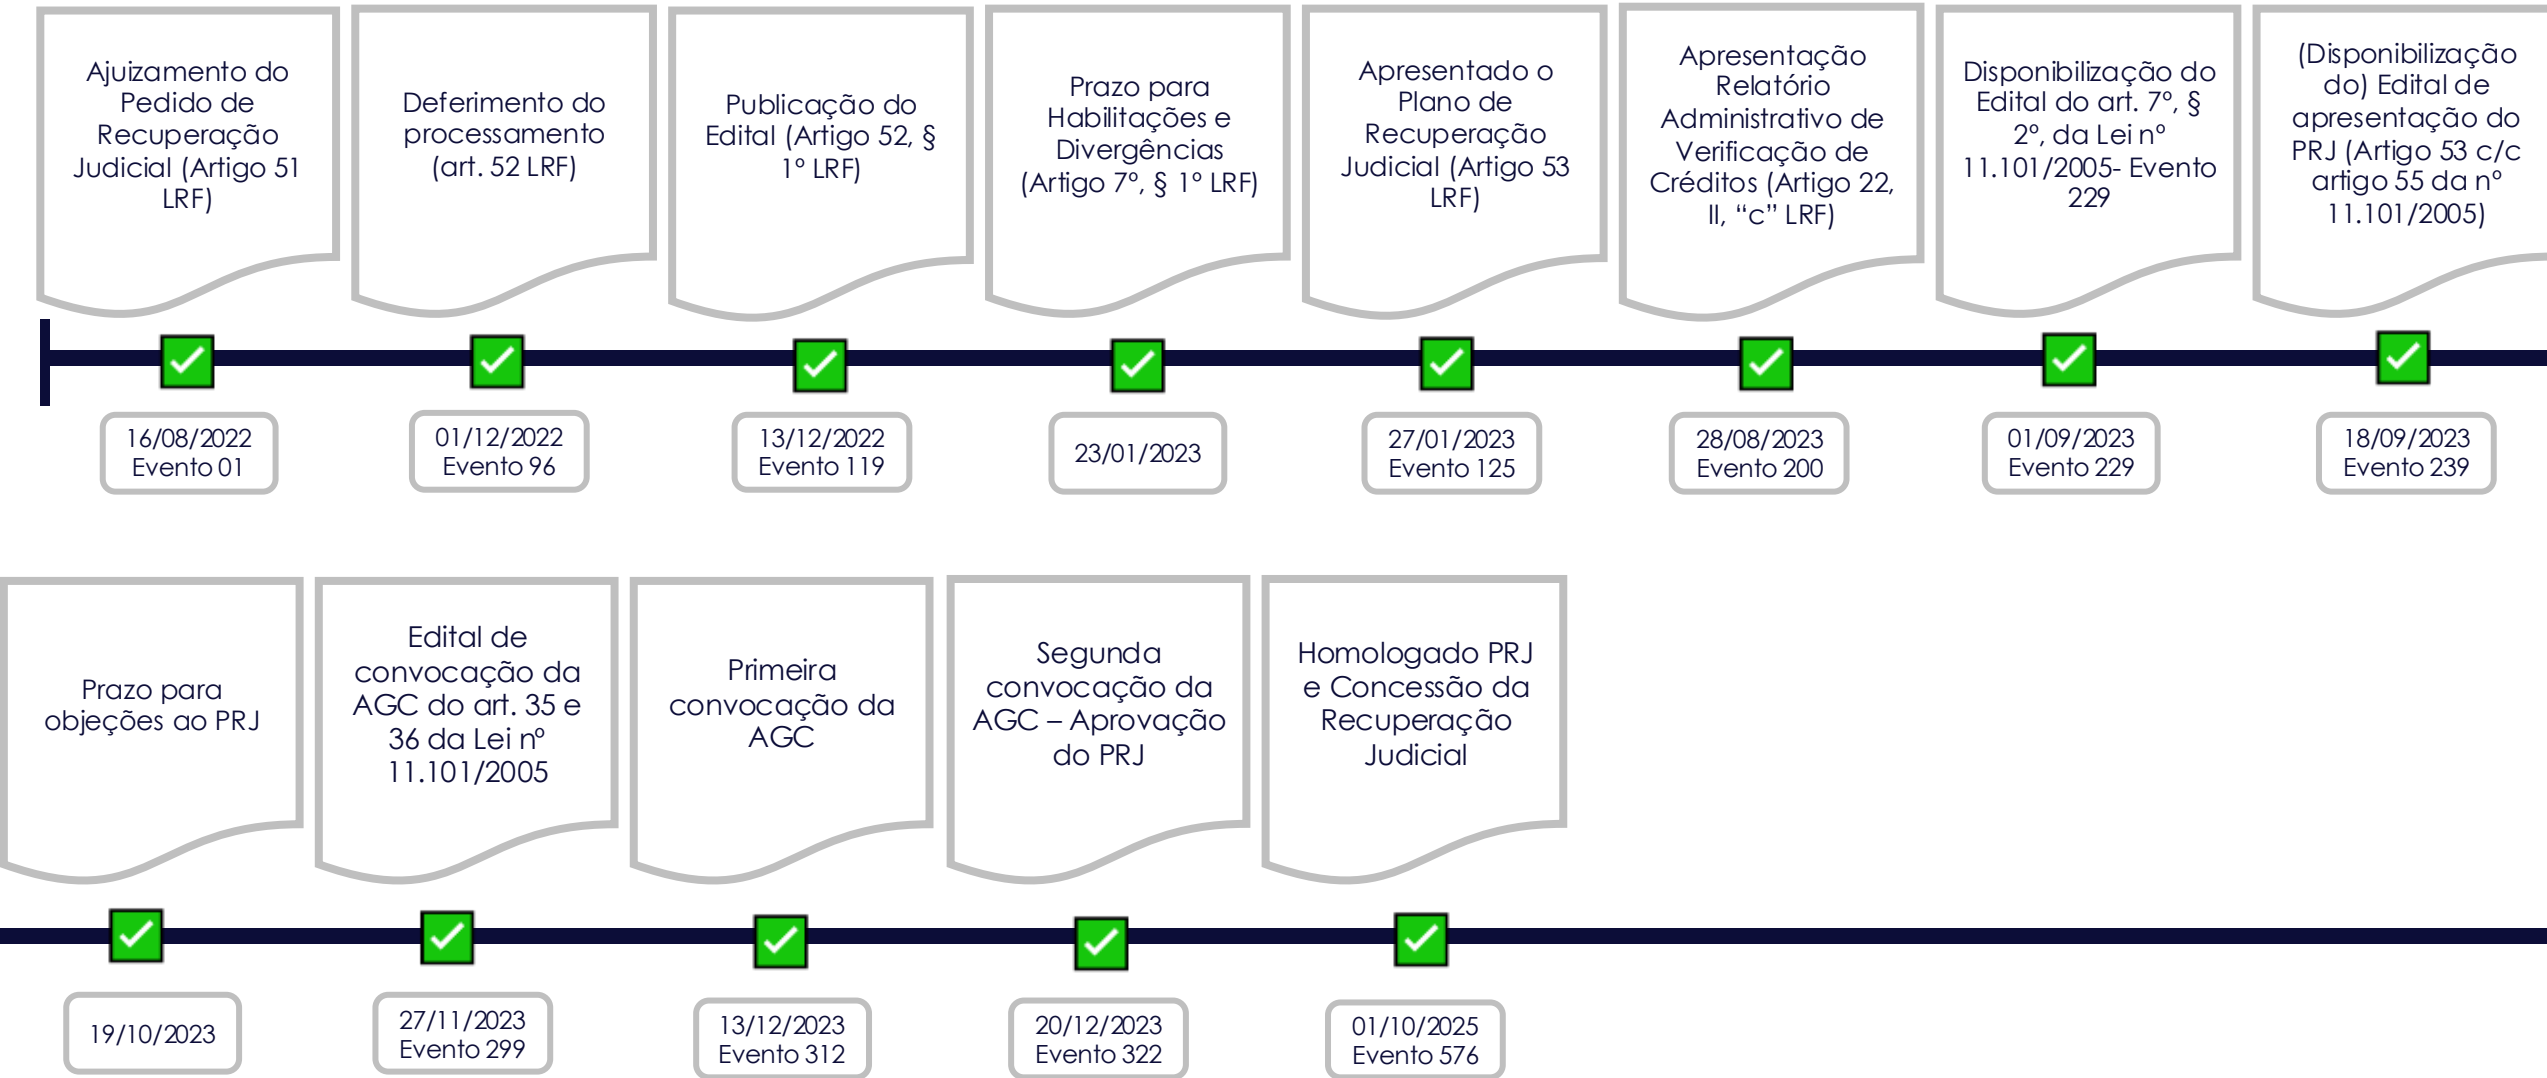 Ajuizamento do
Pedido de
Recuperação
Judicial (Artigo 51
LRF)
Deferimento do
processamento
(art. 52 LRF)
Publicação do
Edital (Artigo 52, §
1º LRF)
Prazo para
Habilitações e
Divergências
(Artigo 7º, § 1º LRF)
Apresentado o
Plano de
Recuperação
Judicial (Artigo 53
LRF)
Apresentação
Relatório
Administrativo de
Verificação de
Créditos (Artigo 22,
II, “c” LRF)
Disponibilização do
Edital do art. 7º, §
2º, da Lei nº
11.101/2005- Evento
229
(Disponibilização
do) Edital de
apresentação do
PRJ (Artigo 53 c/c
artigo 55 da nº
11.101/2005)
16/08/2022
Evento 01
01/12/2022
Evento 96
13/12/2022
Evento 119
23/01/2023
27/01/2023
Evento 125
28/08/2023
Evento 200
01/09/2023
Evento 229
18/09/2023
Evento 239
Prazo para
objeções ao PRJ
Edital de
convocação da
AGC do art. 35 e
36 da Lei nº
11.101/2005
Primeira
convocação da
AGC
Segunda
convocação da
AGC – Aprovação
do PRJ
Homologado PRJ
e Concessão da
Recuperação
Judicial
19/10/2023
27/11/2023
Evento 299
13/12/2023
Evento 312
20/12/2023
Evento 322
01/10/2025
Evento 576